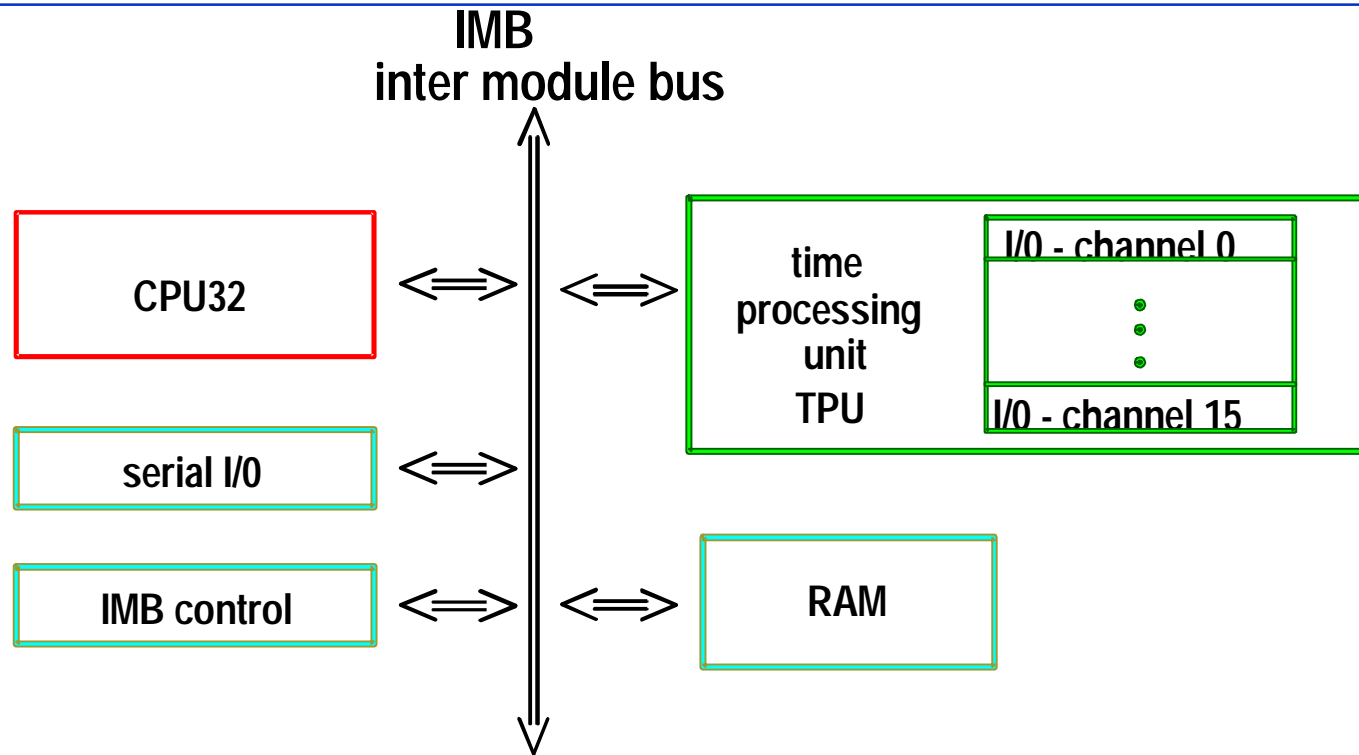 IMB
inter module bus
CPU32
serial I/0
IMB control
time
processing
unit
TPU
I/0 - channel 0
I/0 - channel 15
RAM